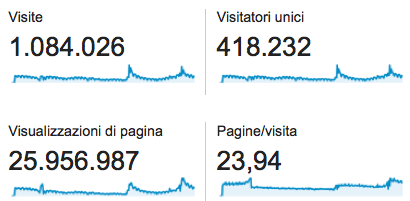 Visite
Visitatori unici
1.084.026
418.232
Visualizzazioni di pagina
Pagine/visita
25.956.987
23,94